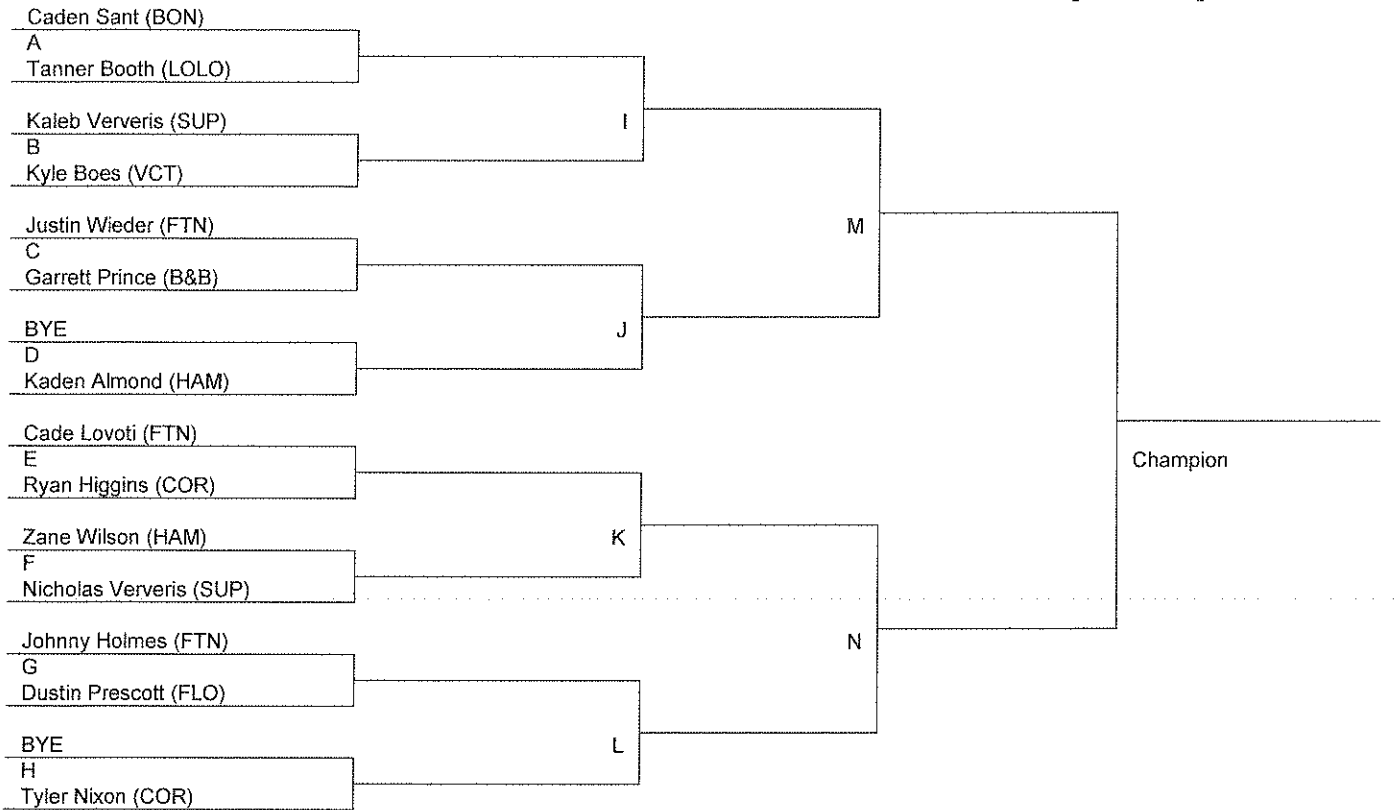 Caden Sant (BON)
A
Tanner Booth (LOLO)
Kaleb Ververis (SUP)
I
B
Kyle Boes (VCT)
Justin Wieder (FTN)
M
C
Garrett Prince (B&B)
BYE
J
D
Kaden Almond (HAM)
Cade Lovoti (FTN)
E
Champion
Ryan Higgins (COR)
Zane Wilson (HAM)
K
F
Nicholas Ververis (SUP)
Johnny Holmes (FTN)
N
G
Dustin Prescott (FLO)
BYE
L
H
Tyler Nixon (COR)